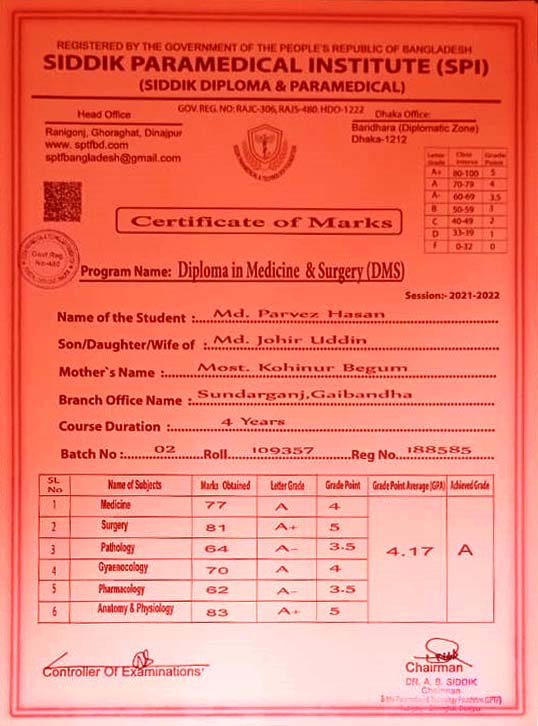 REGISTERED BY THE GOVERNMENT OF THE PEOPLE'S REPUBLIC OF BANGLADESH
SIDDIK PARAMEDICAL INSTITUTE (SPI)
(SIDDIK DIPLOMA & PARAMEDICAL)
GOV. REG. NO: RAJC-306, RAJS-480. HDO-1222
Head Office
Ranigonj, Ghoraghat, Dinajpur
www. sptfbd.com
sptfbangladesh@gmail.com
Dhaka Office:
Baridhara (Diplomatic Zone)
Dhaka-1212
Letter Grade Class Interval Grade Point
A+ 80-100 5
A 70-79 4
A- 60-69 3.5
B 50-59 3
C 40-49 2
D 33-39 1
F 0-32 0
Certificate of Marks
Govt. Reg.
No-480
Program Name: Diploma in Medicine & Surgery (DMS)
Session:- 2021-2022
Name of the Student : Md. Parvez Hasan
Son/Daughter/Wife of : Md. Johir Uddin
Mother`s Name : Most. Kohinur Begum
Branch Office Name : Sundarganj,Gaibandha
Course Duration : 4 Years
Batch No : 02 Roll 109357 Reg No 188585
SL No Name of Subjects Marks Obtained Letter Grade Grade Point Grade Point Average (GPA) Achieved Grade
1 Medicine 77 A 4
2 Surgery 81 A+ 5
3 Pathology 64 A- 3.5 4.17 A
4 Gyaenocology 70 A 4
5 Pharmacology 62 A- 3.5
6 Anatomy & Physiology 83 A+ 5
Controller Of Examinations'
Chairman
DR. A. B. SIDDIK
Chairman